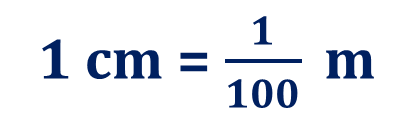 1 cm = 1/100 m